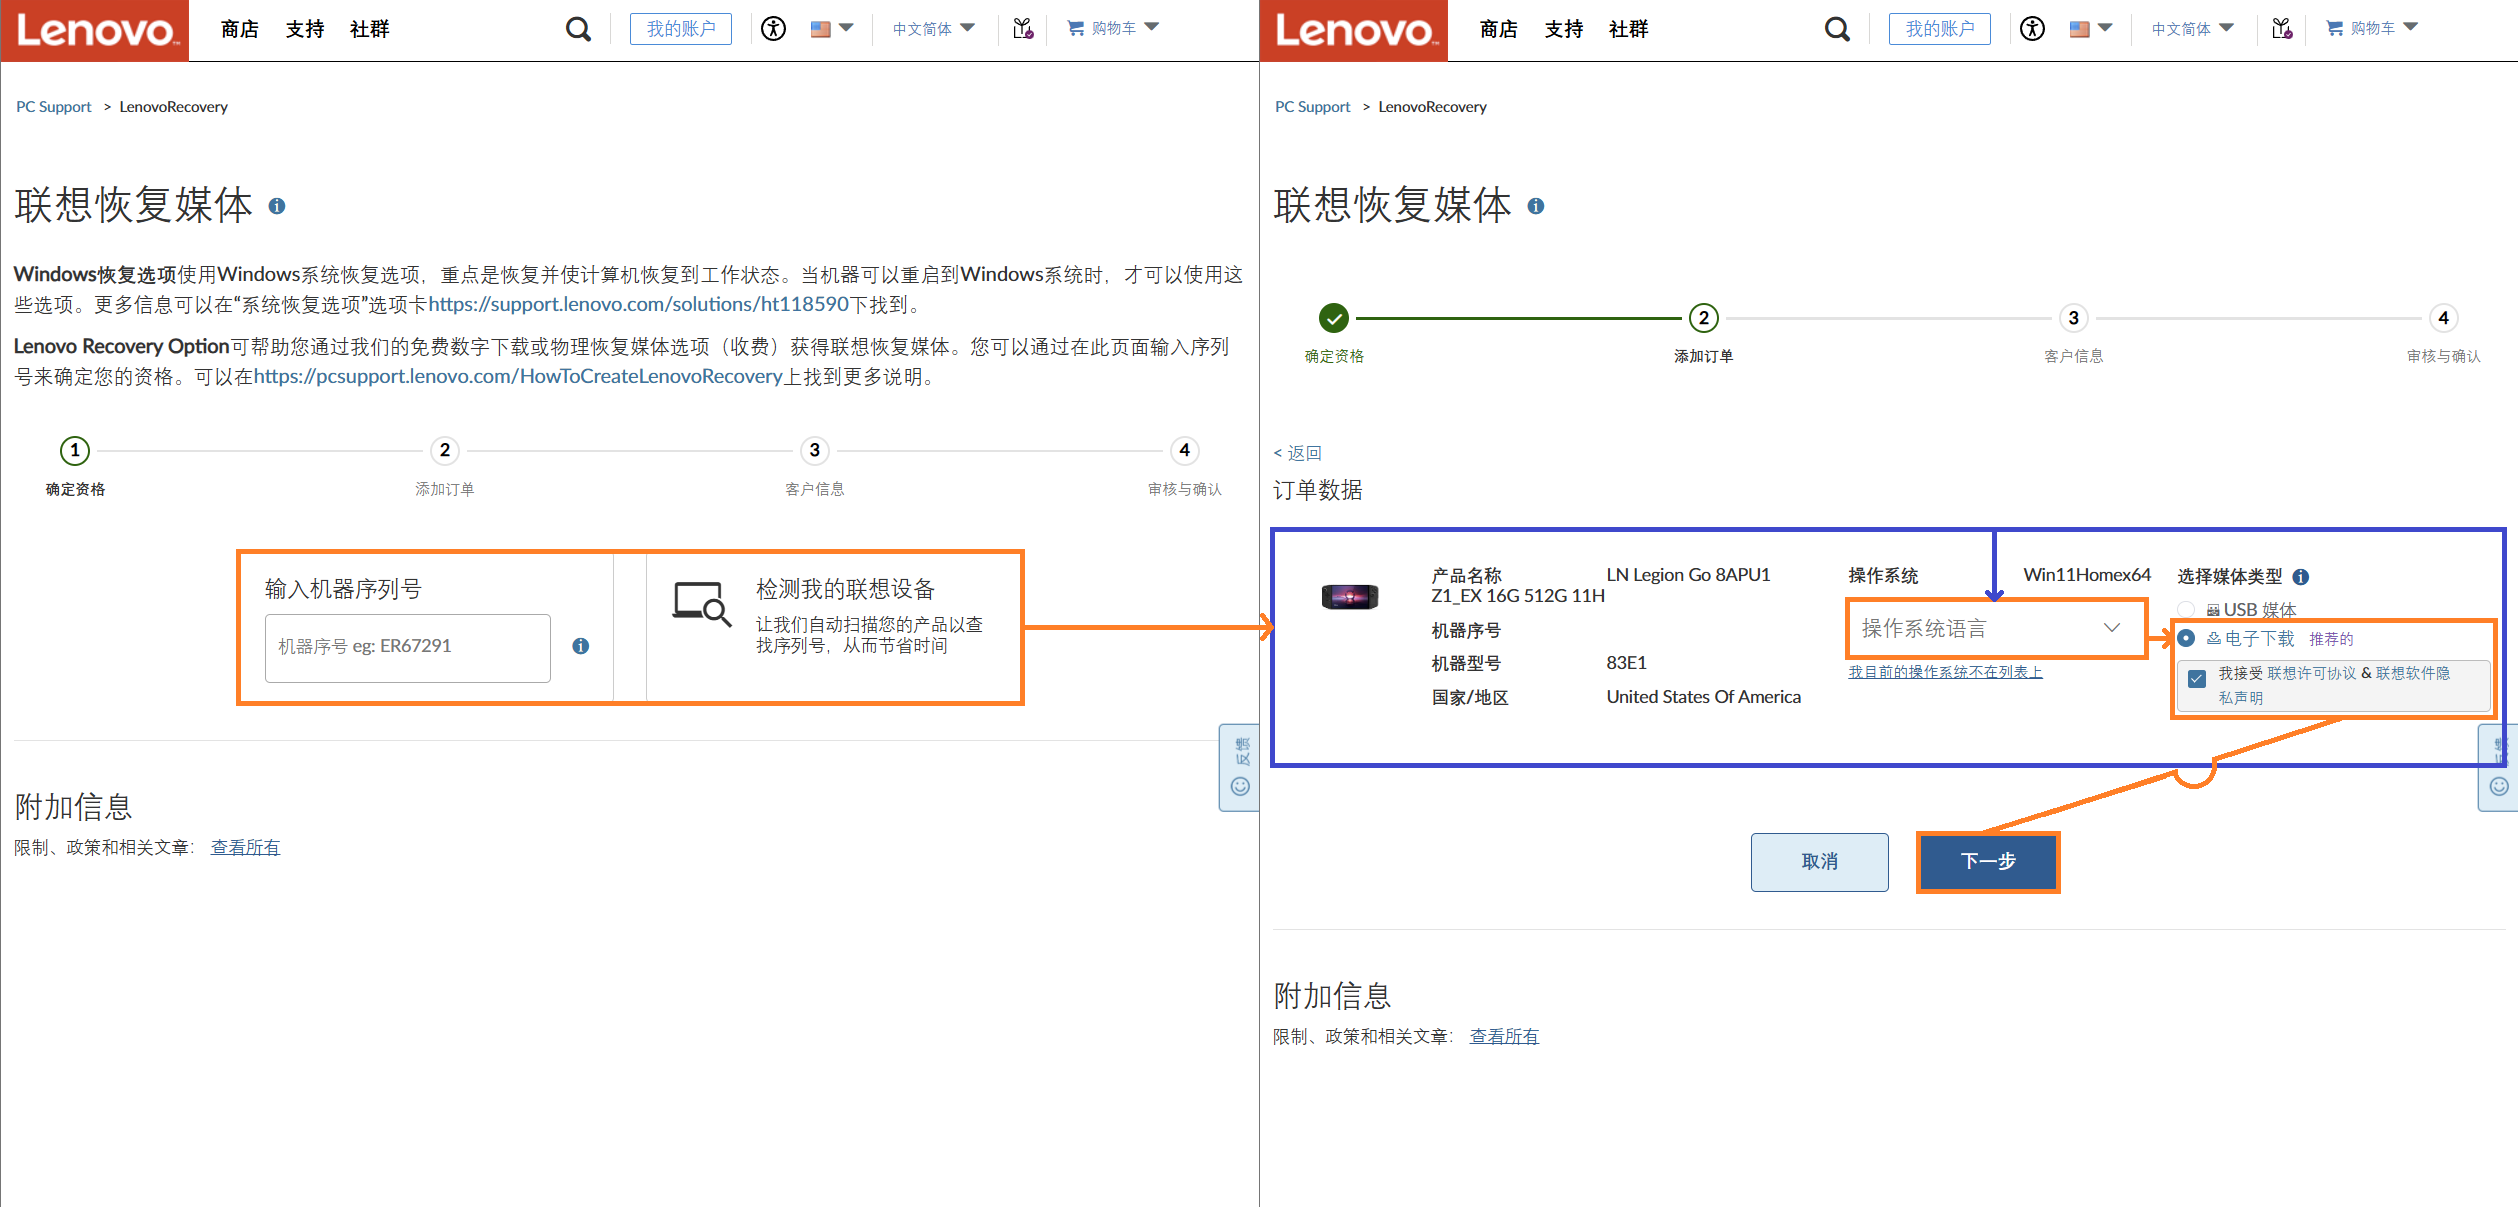 Lenovo
商店 支持 社群
我的账户
中文简体
购物车
PC Support > LenovoRecovery
联想恢复媒体
Windows恢复选项使用Windows系统恢复选项，重点是恢复并使计算机恢复到工作状态。当机器可以重启到Windows系统时，才可以使用这
些选项。更多信息可以在“系统恢复选项”选项卡https://support.lenovo.com/solutions/ht118590下找到。
Lenovo Recovery Option可帮助您通过我们的免费数字下载或物理恢复媒体选项（收费）获得联想恢复媒体。您可以通过在此页面输入序列
号来确定您的资格。可以在https://pcsupport.lenovo.com/HowToCreateLenovoRecovery上找到更多说明。
1 2 3 4
确定资格 添加订单 客户信息 审核与确认
输入机器序列号
机器序号 eg: ER67291
检测我的联想设备
让我们自动扫描您的产品以查
找序列号，从而节省时间
反馈
附加信息
限制、政策和相关文章： 查看所有
Lenovo
商店 支持 社群
我的账户
中文简体
购物车
PC Support > LenovoRecovery
联想恢复媒体
2 3 4
确定资格 添加订单 客户信息 审核与确认
< 返回
订单数据
产品名称 LN Legion Go 8APU1
Z1_EX 16G 512G 11H
机器序号
机器型号 83E1
国家/地区 United States Of America
操作系统 Win11Homex64
操作系统语言
我目前的操作系统不在列表上
选择媒体类型
USB 媒体
电子下载 推荐的
我接受 联想许可协议 & 联想软件隐
私声明
反馈
取消
下一步
附加信息
限制、政策和相关文章： 查看所有